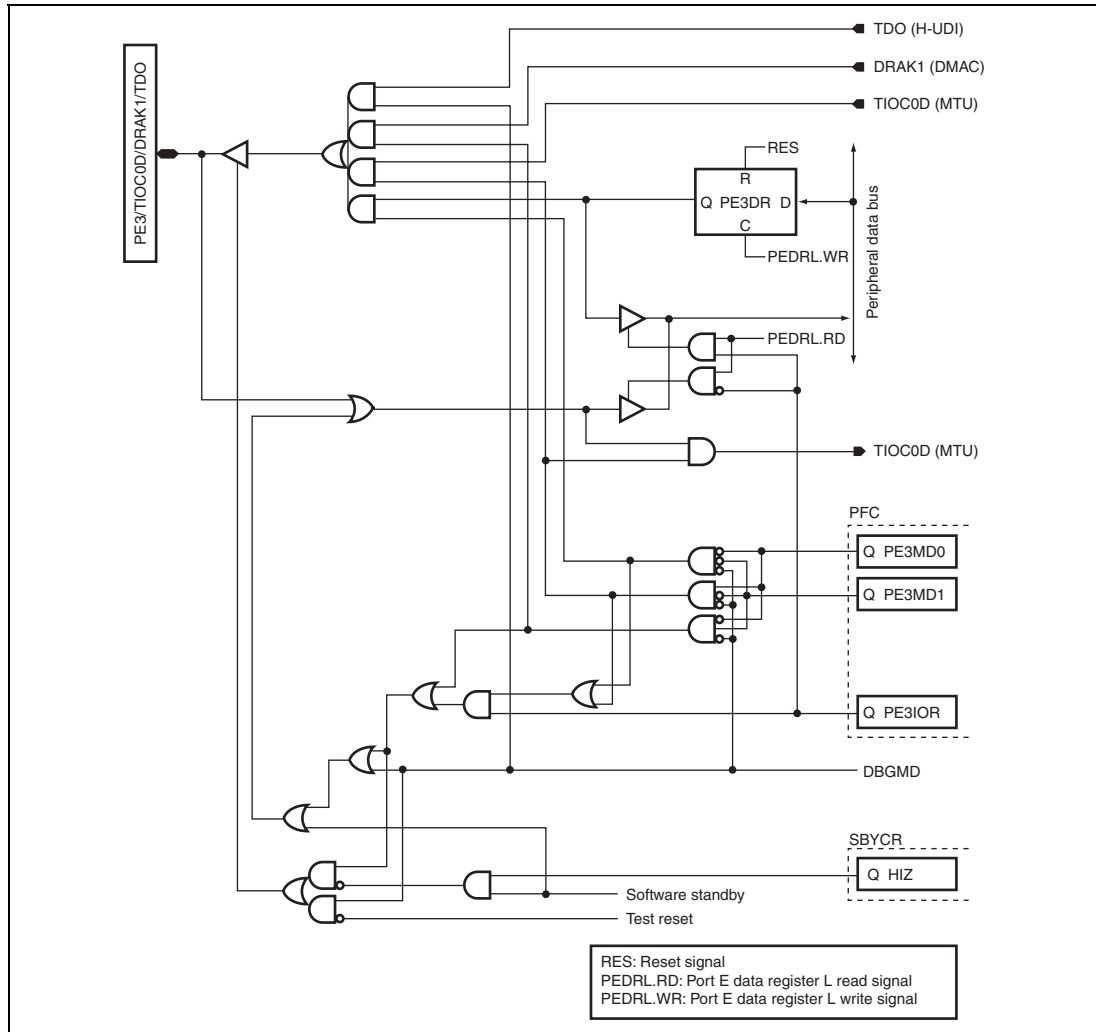 TDO (H-UDI)
DRAK1 (DMAC)
TIOC0D (MTU)
PE3/TIOC0D/DRAK1/TDO
RES
R
Q PE3DR D
C
PEDRL.WR
Peripheral data bus
PEDRL.RD
TIOC0D (MTU)
PFC
Q PE3MD0
Q PE3MD1
Q PE3IOR
DBGMD
SBYCR
Q HIZ
Software standby
Test reset
RES: Reset signal
PEDRL.RD: Port E data register L read signal
PEDRL.WR: Port E data register L write signal